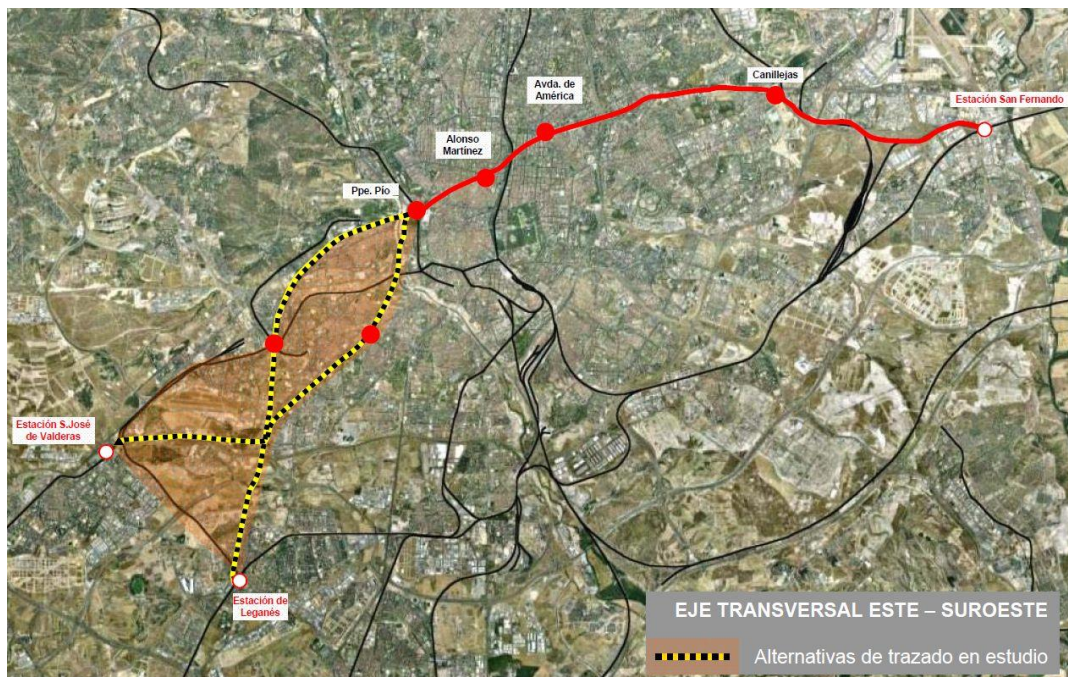 Canillejas
Avda. de
América
Estación San Fernando
Alonso
Martínez
Ppe. Pío
Estación S.José
de Valderas
Estación de
Leganés
EJE TRANSVERSAL ESTE – SUROESTE
Alternativas de trazado en estudio